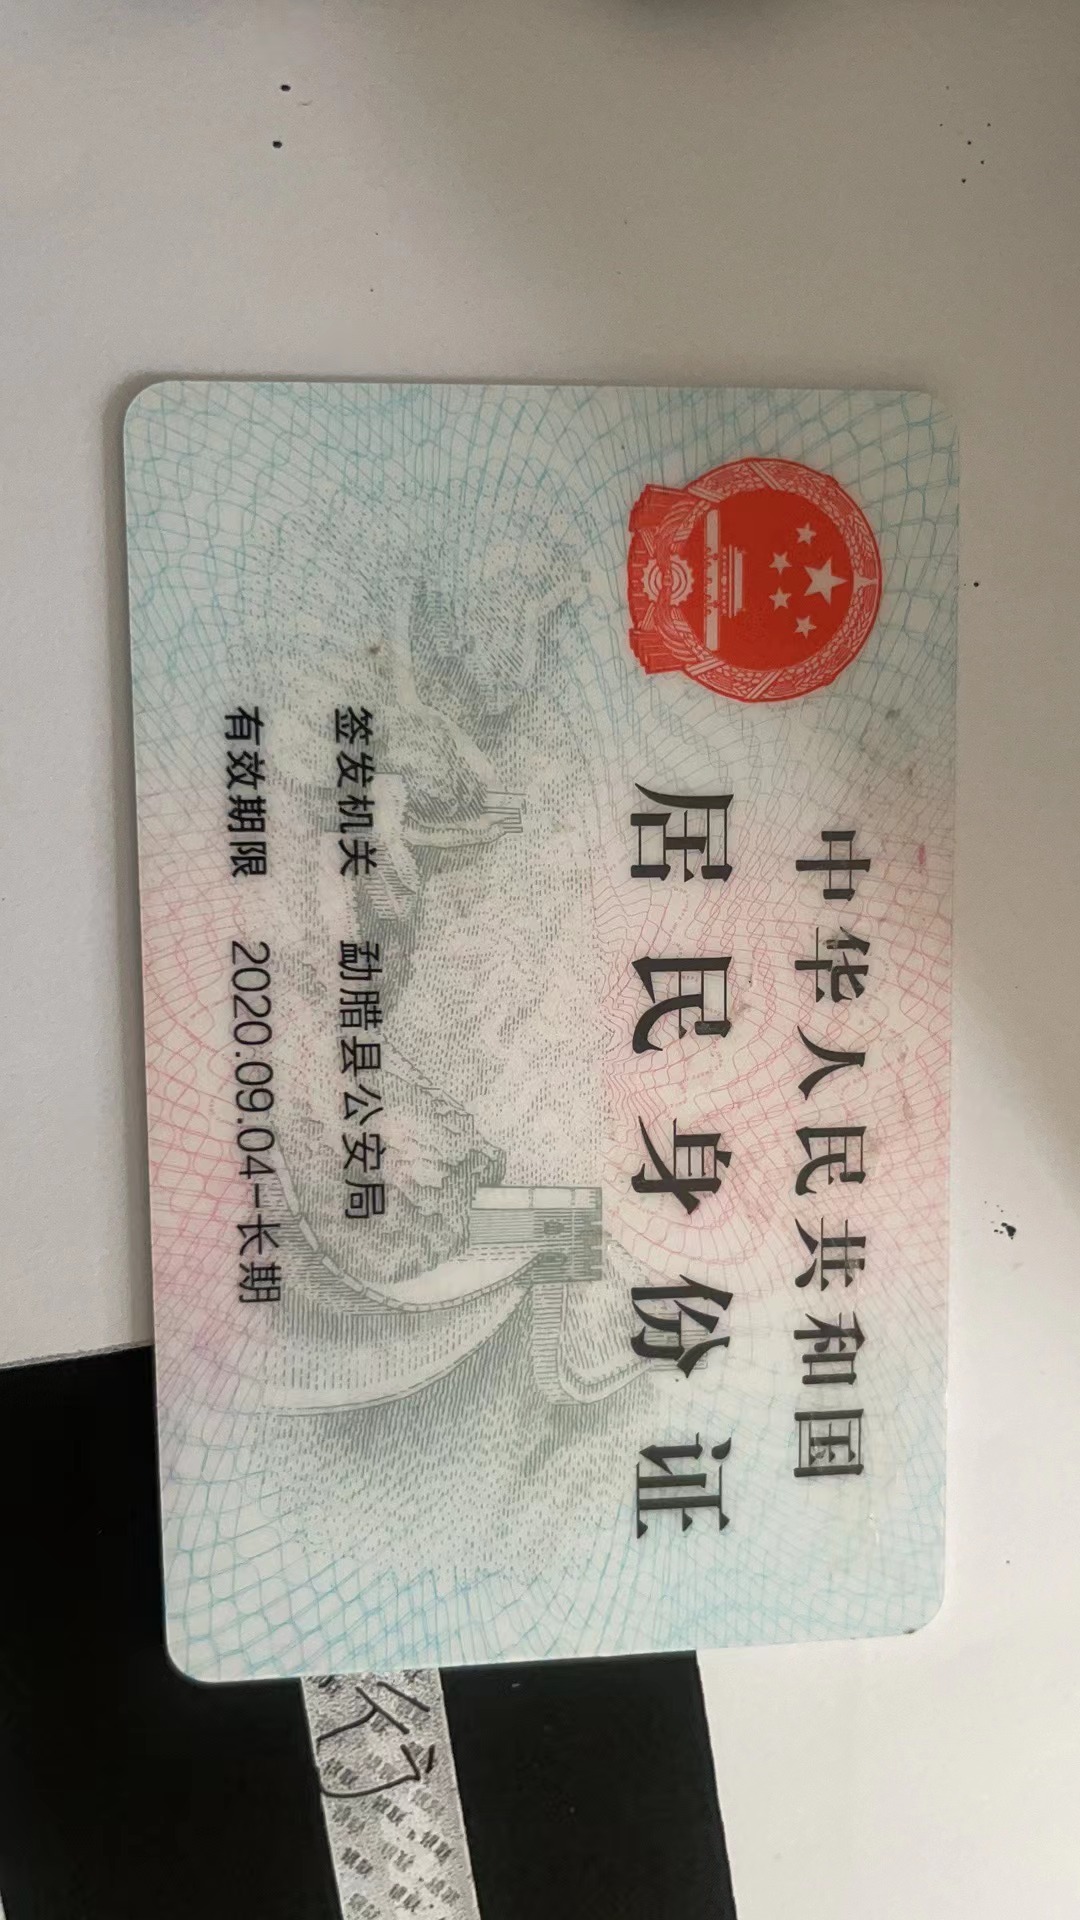 中华人民共和国
居民身份证
签发机关 勐腊县公安局
有效期限 2020.09.04-长期